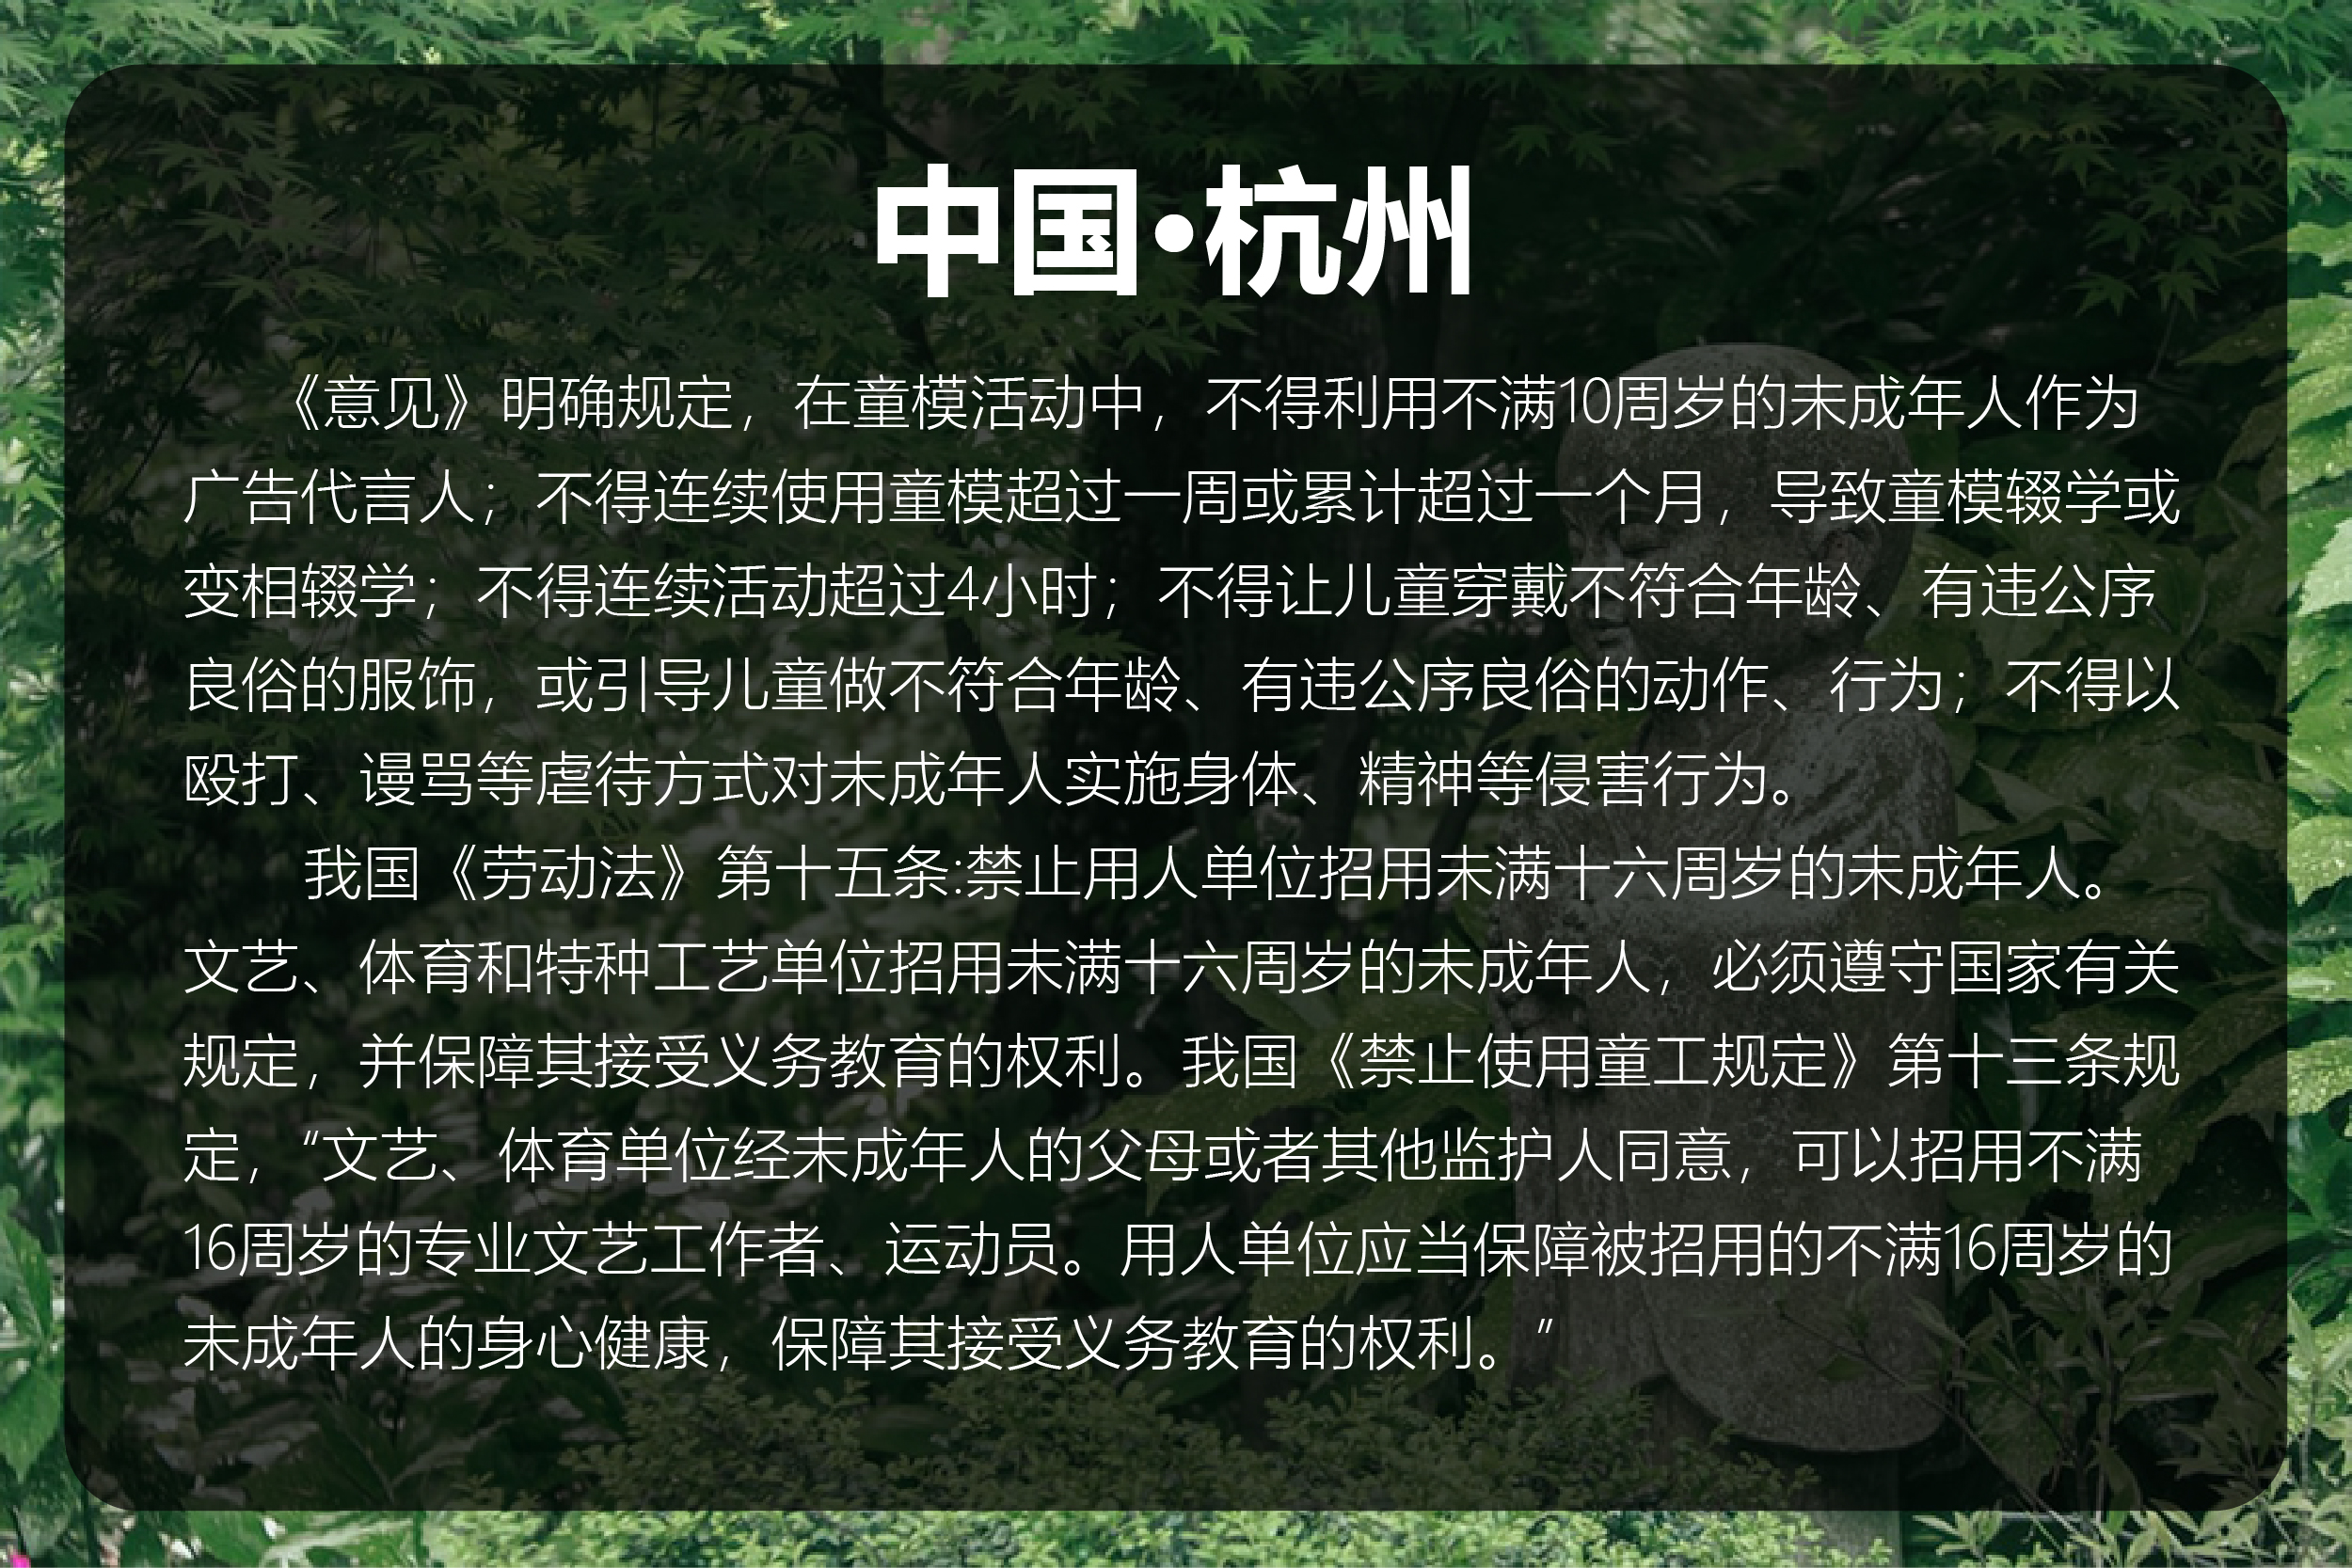 中国·杭州
《意见》明确规定，在童模活动中，不得利用不满10周岁的未成年人作为
广告代言人；不得连续使用童模超过一周或累计超过一个月，导致童模辍学或
变相辍学；不得连续活动超过4小时；不得让儿童穿戴不符合年龄、有违公序
良俗的服饰，或引导儿童做不符合年龄、有违公序良俗的动作、行为；不得以
殴打、谩骂等虐待方式对未成年人实施身体、精神等侵害行为。
我国《劳动法》第十五条:禁止用人单位招用未满十六周岁的未成年人。
文艺、体育和特种工艺单位招用未满十六周岁的未成年人，必须遵守国家有关
规定，并保障其接受义务教育的权利。我国《禁止使用童工规定》第十三条规
定，“文艺、体育单位经未成年人的父母或者其他监护人同意，可以招用不满
16周岁的专业文艺工作者、运动员。用人单位应当保障被招用的不满16周岁的
未成年人的身心健康，保障其接受义务教育的权利。”